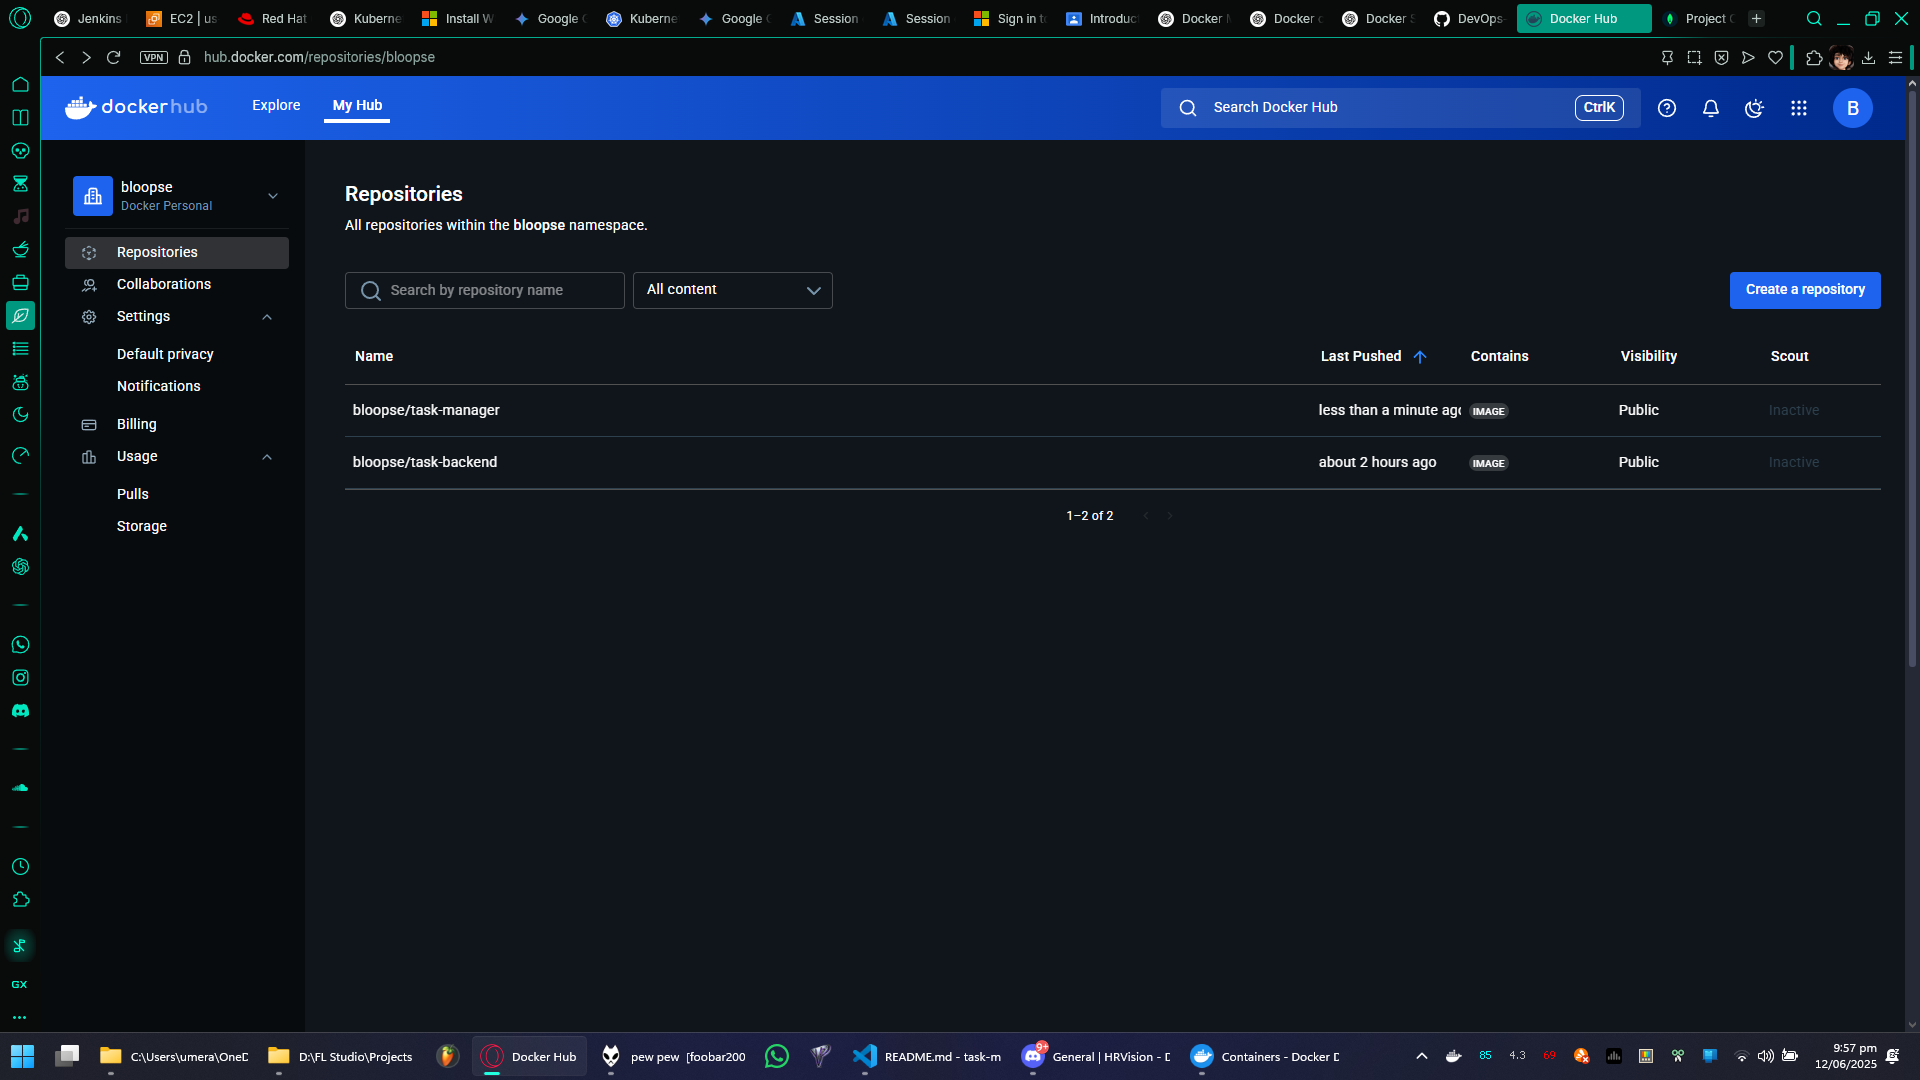 Jenkins
EC2 | us
Red Hat
Kuberne
Install W
Google C
Kuberne
Google C
Session
Session
Sign in to
Introduc
Docker
Docker c
Docker S
DevOps-
Docker Hub
Project
VPN
hub.docker.com/repositories/bloopse
dockerhub
Explore
My Hub
Search Docker Hub
CtrlK
B
bloopse
Docker Personal
Repositories
Collaborations
Settings
Default privacy
Notifications
Billing
Usage
Pulls
Storage
Repositories
All repositories within the bloopse namespace.
Search by repository name
All content
Create a repository
Name
Last Pushed
Contains
Visibility
Scout
bloopse/task-manager
less than a minute ago
IMAGE
Public
Inactive
bloopse/task-backend
about 2 hours ago
IMAGE
Public
Inactive
1–2 of 2
GX
C:\Users\umera\OneD
D:\FL Studio\Projects
Docker Hub
pew pew [foobar200
README.md - task-m
9+
General | HRVision - D
Containers - Docker D
85
4.3
69
9:57 pm
12/06/2025